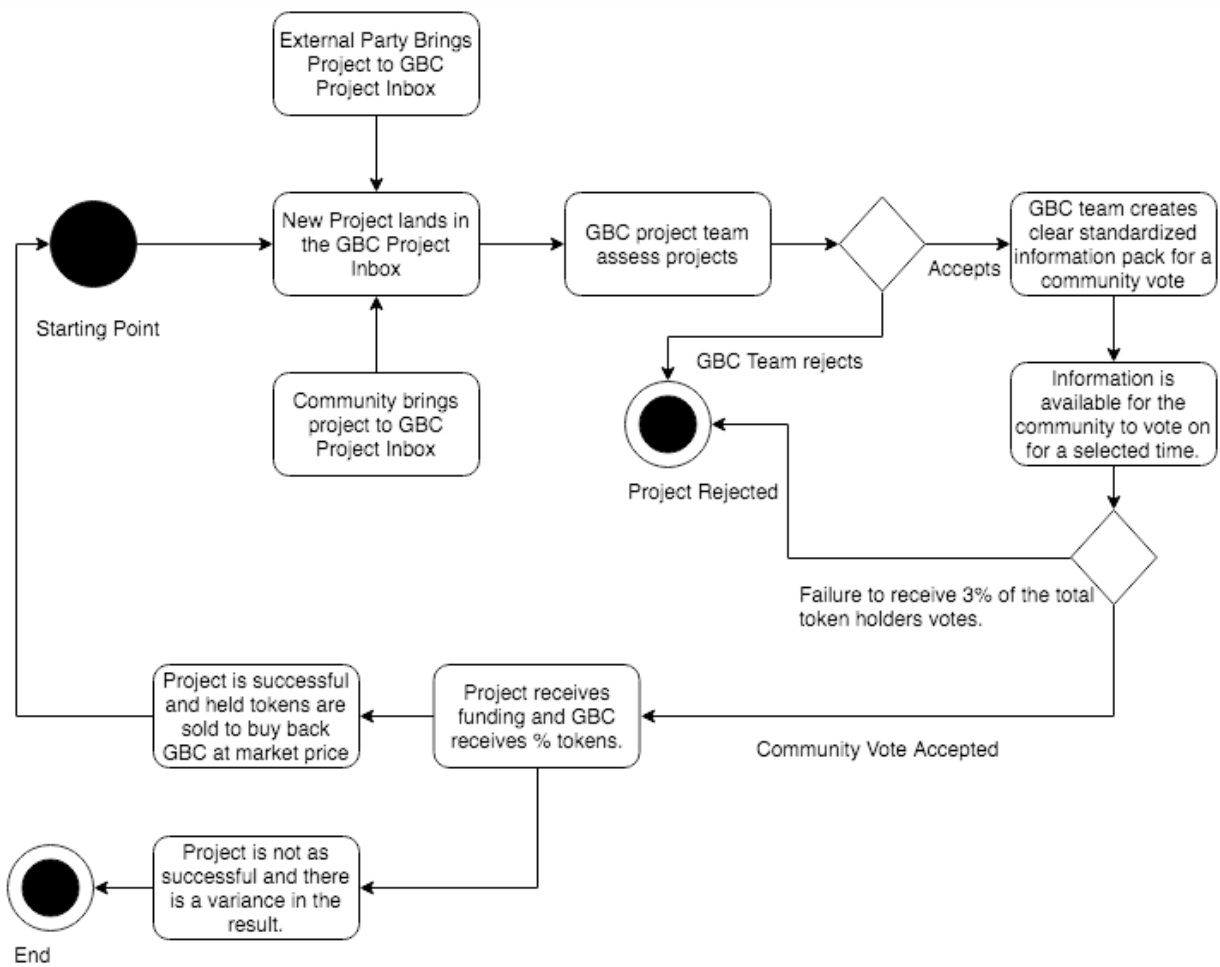 External Party Brings
Project to GBC
Project Inbox
New Project lands in
the GBC Project
Inbox
GBC project team
assess projects
Accepts
GBC team creates
clear standardized
information pack for a
community vote
Starting Point
GBC Team rejects
Community brings
project to GBC
Project Inbox
Information is
available for the
community to vote on
for a selected time.
Project Rejected
Failure to receive 3% of the total
token holders votes.
Project is successful
and held tokens are
sold to buy back
GBC at market price
Project receives
funding and GBC
receives % tokens.
Community Vote Accepted
Project is not as
successful and there
is a variance in the
result.
End